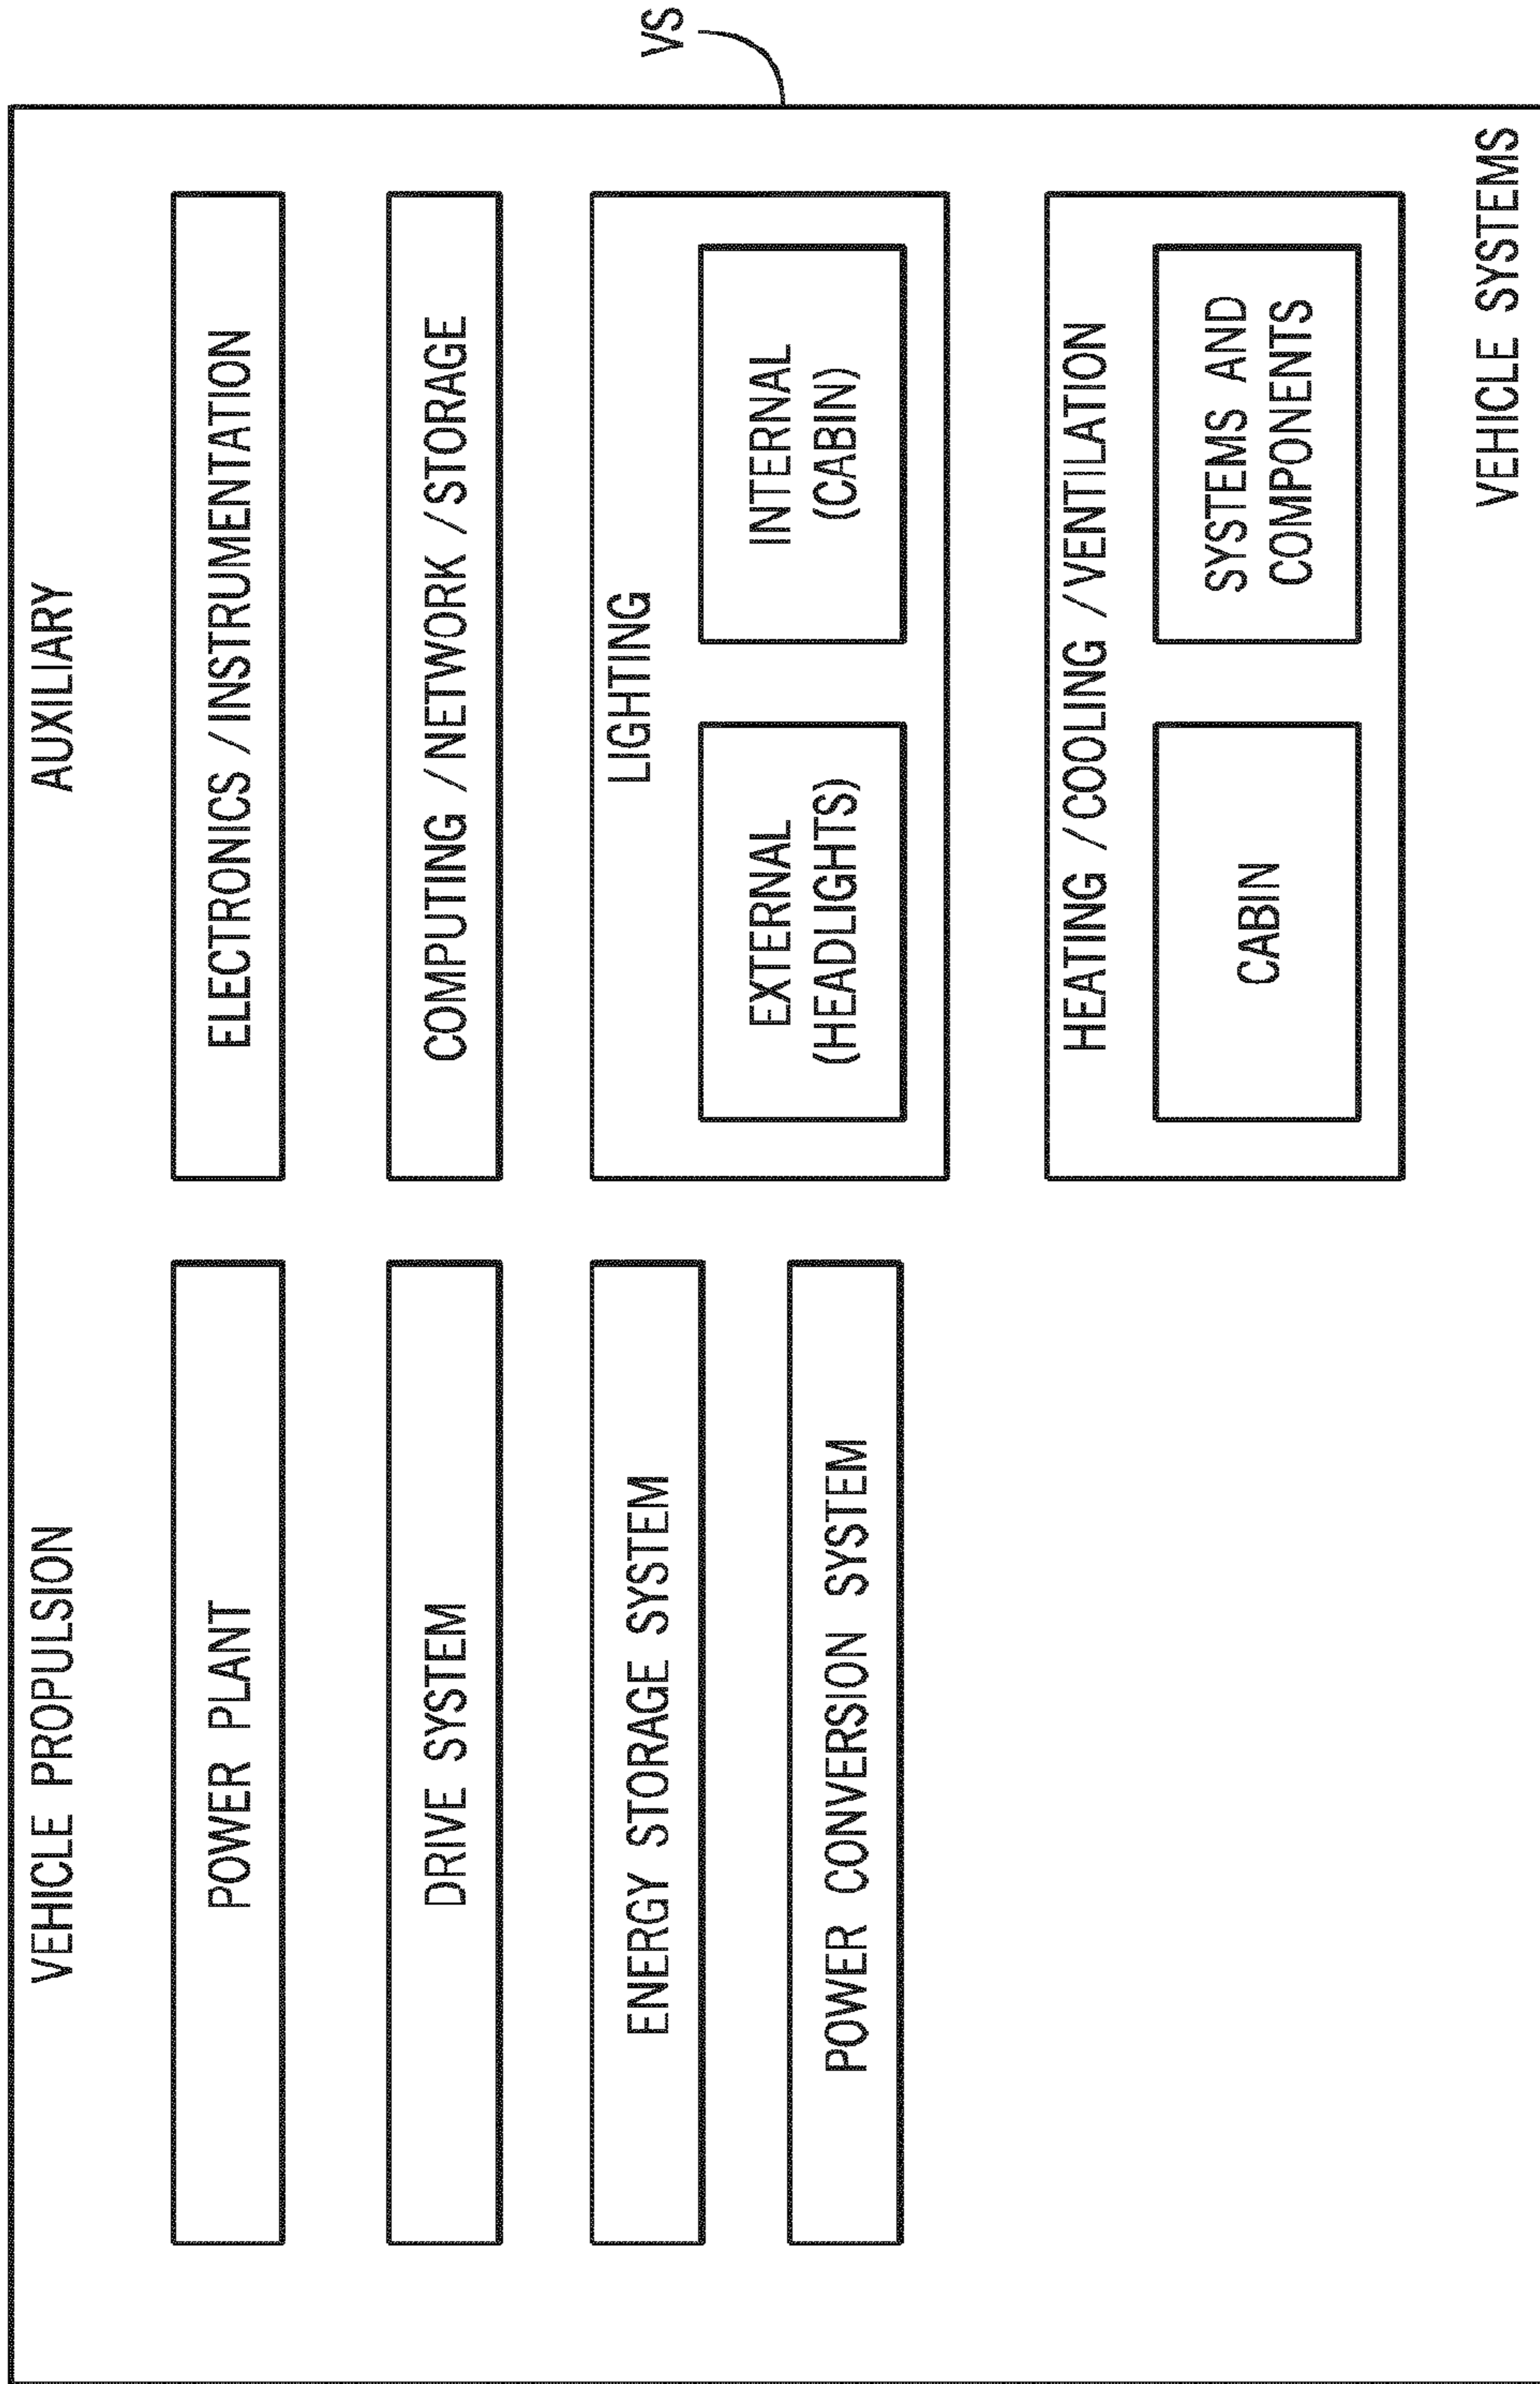 VEHICLE PROPULSION
POWER PLANT
DRIVE SYSTEM
ENERGY STORAGE SYSTEM
POWER CONVERSION SYSTEM
AUXILIARY
ELECTRONICS /INSTRUMENTATION
COMPUTING /NETWORK /STORAGE
LIGHTING
EXTERNAL
(HEADLIGHTS)
INTERNAL
(CABIN)
HEATING /COOLING /VENTILATION
CABIN
SYSTEMS AND
COMPONENTS
VEHICLE SYSTEMS
VS